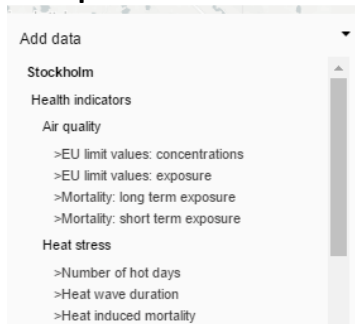 Add data
Stockholm
Health indicators
Air quality
>EU limit values: concentrations
>EU limit values: exposure
>Mortality: long term exposure
>Mortality: short term exposure
Heat stress
>Number of hot days
>Heat wave duration
>Heat induced mortality